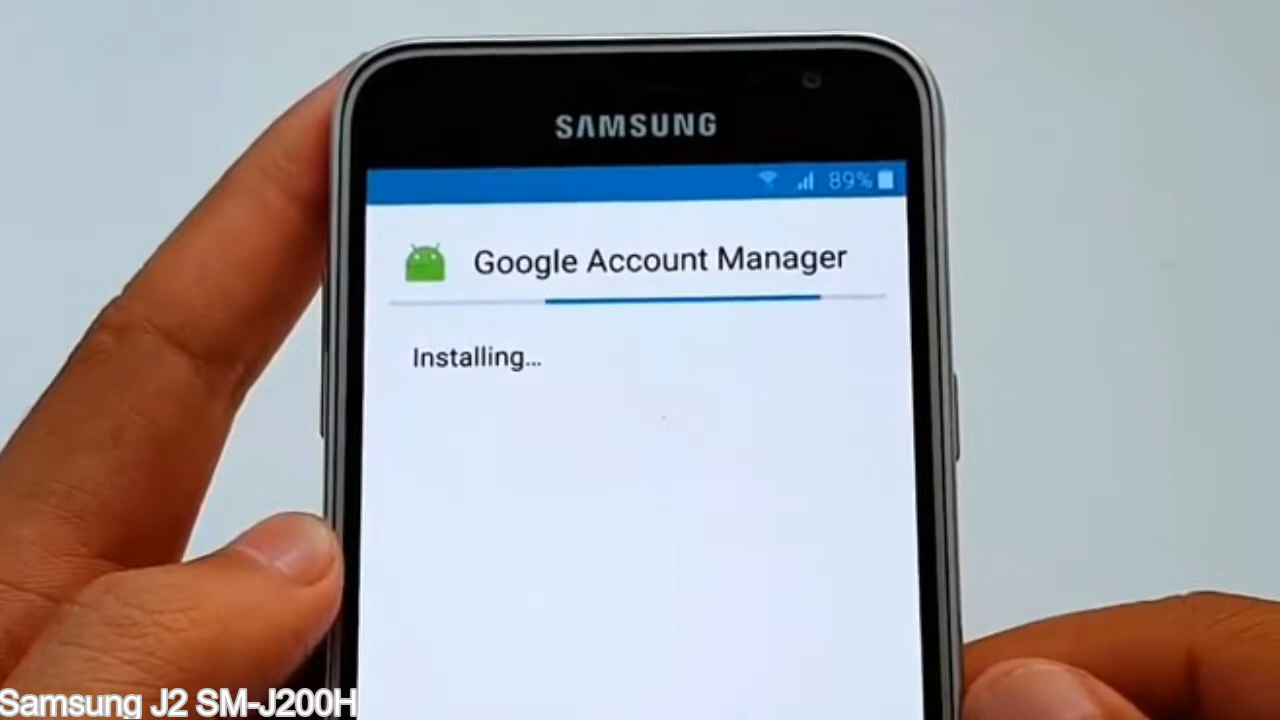 SAMSUNG
89%
Google Account Manager
Installing...
Samsung J2 SM-J200H